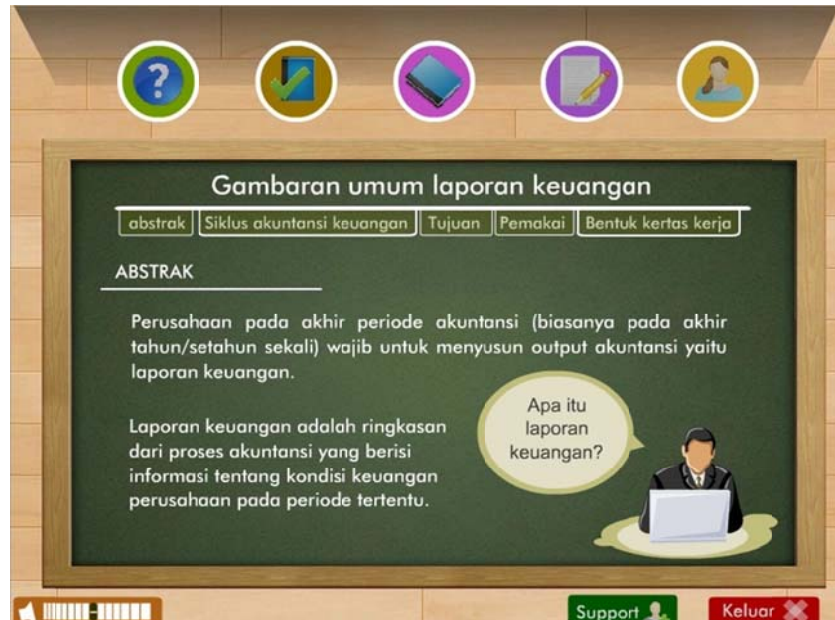 Gambaran umum laporan keuangan
abstrak Siklus akuntansi keuangan Tujuan Pemakai Bentuk kertas kerja
ABSTRAK
Perusahaan pada akhir periode akuntansi (biasanya pada akhir
tahun/setahun sekali) wajib untuk menyusun output akuntansi yaitu
laporan keuangan.
Laporan keuangan adalah ringkasan
dari proses akuntansi yang berisi
informasi tentang kondisi keuangan
perusahaan pada periode tertentu.
Apa itu
laporan
keuangan?
Support
Keluar